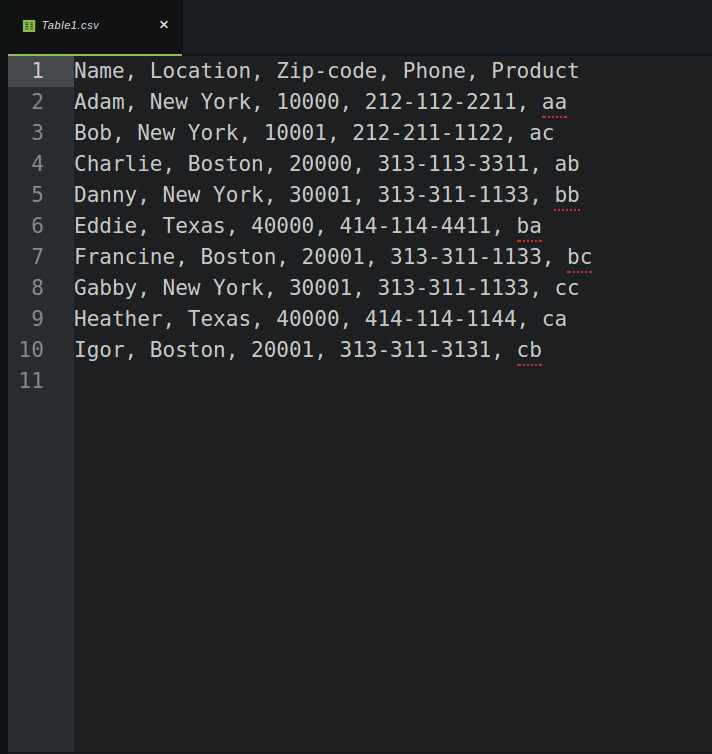 Table1.csv ×
1 Name, Location, Zip-code, Phone, Product
2 Adam, New York, 10000, 212-112-2211, aa
3 Bob, New York, 10001, 212-211-1122, ac
4 Charlie, Boston, 20000, 313-113-3311, ab
5 Danny, New York, 30001, 313-311-1133, bb
6 Eddie, Texas, 40000, 414-114-4411, ba
7 Francine, Boston, 20001, 313-311-1133, bc
8 Gabby, New York, 30001, 313-311-1133, cc
9 Heather, Texas, 40000, 414-114-1144, ca
10 Igor, Boston, 20001, 313-311-3131, cb
11